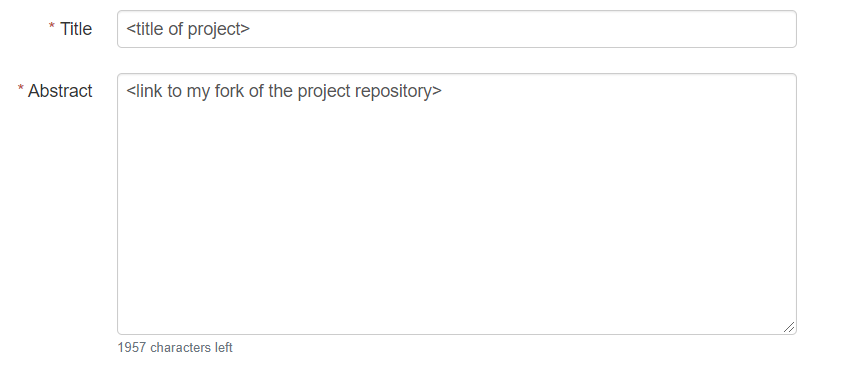 * Title
<title of project>
* Abstract
<link to my fork of the project repository>
1957 characters left